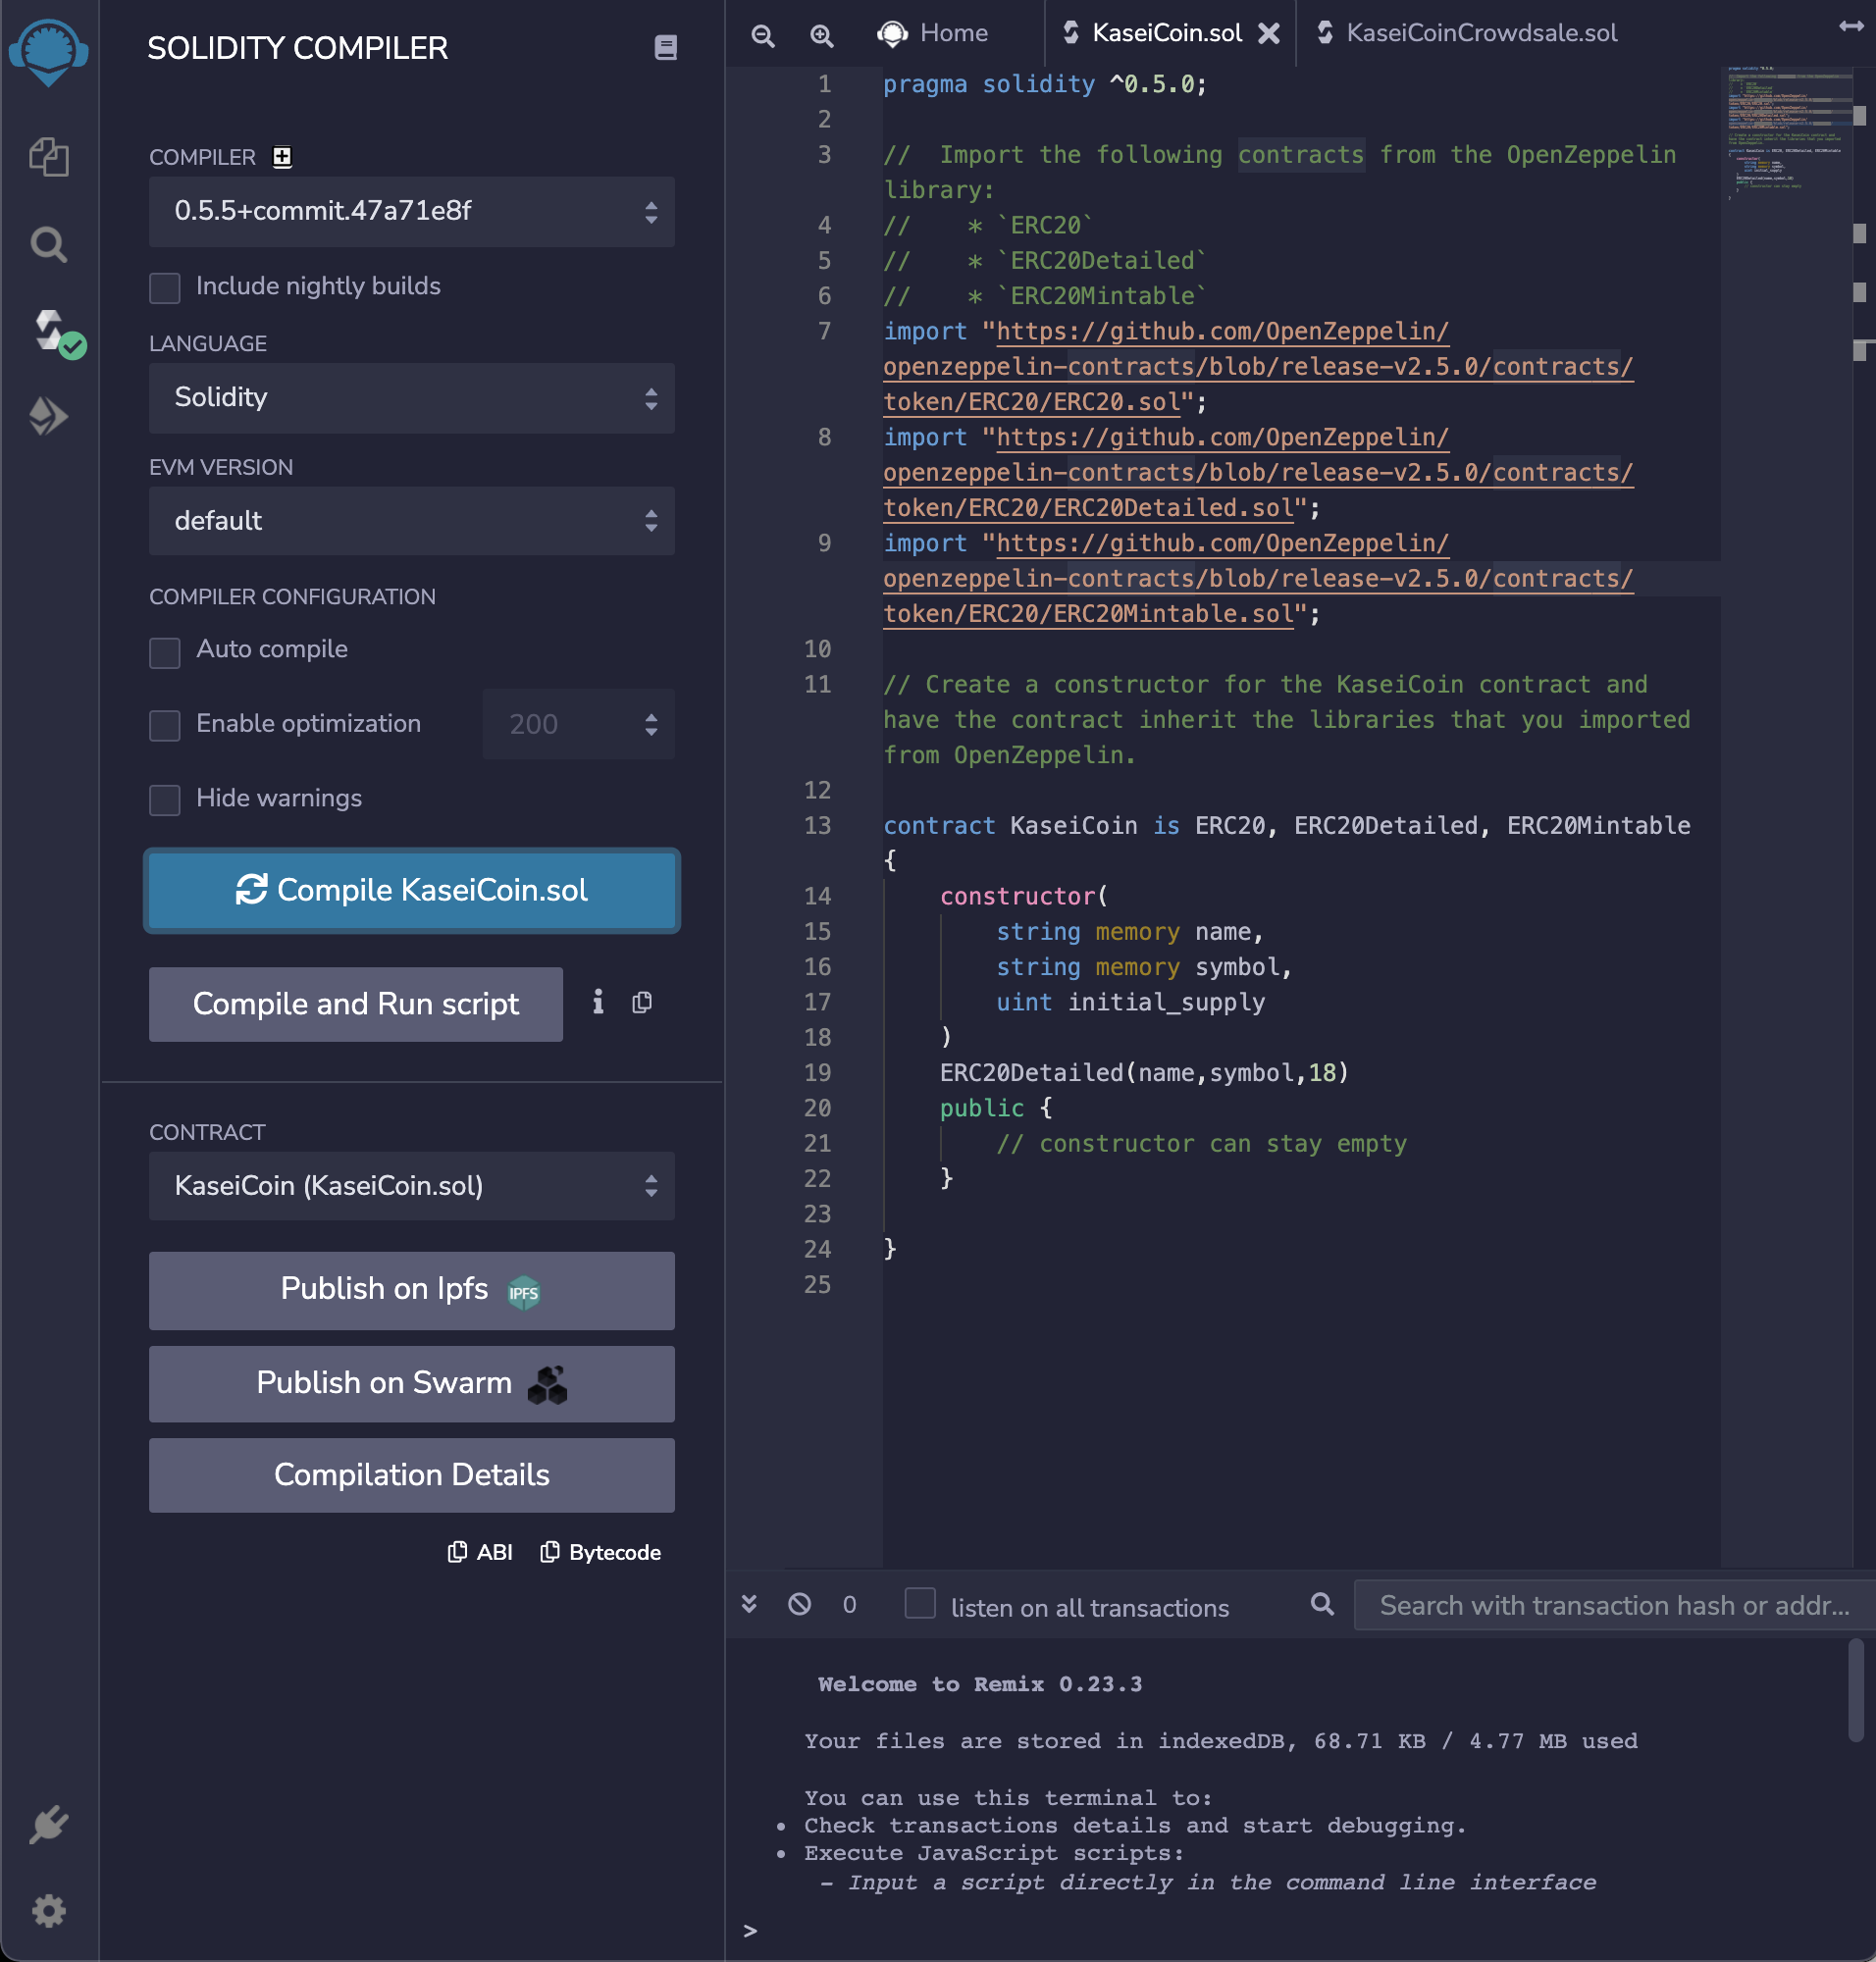 SOLIDITY COMPILER
COMPILER
0.5.5+commit.47a71e8f
Include nightly builds
LANGUAGE
Solidity
EVM VERSION
default
COMPILER CONFIGURATION
Auto compile
Enable optimization
200
Hide warnings
Compile KaseiCoin.sol
Compile and Run script
CONTRACT
KaseiCoin (KaseiCoin.sol)
Publish on Ipfs IPFS
Publish on Swarm
Compilation Details
ABI Bytecode
Home KaseiCoin.sol KaseiCoinCrowdsale.sol
1 pragma solidity ^0.5.0;
2
3 //  Import the following contracts from the OpenZeppelin
library:
4 //    * `ERC20`
5 //    * `ERC20Detailed`
6 //    * `ERC20Mintable`
7 import "https://github.com/OpenZeppelin/
openzeppelin-contracts/blob/release-v2.5.0/contracts/
token/ERC20/ERC20.sol";
8 import "https://github.com/OpenZeppelin/
openzeppelin-contracts/blob/release-v2.5.0/contracts/
token/ERC20/ERC20Detailed.sol";
9 import "https://github.com/OpenZeppelin/
openzeppelin-contracts/blob/release-v2.5.0/contracts/
token/ERC20/ERC20Mintable.sol";
10
11 // Create a constructor for the KaseiCoin contract and
have the contract inherit the libraries that you imported
from OpenZeppelin.
12
13 contract KaseiCoin is ERC20, ERC20Detailed, ERC20Mintable
{
14     constructor(
15         string memory name,
16         string memory symbol,
17         uint initial_supply
18     )
19     ERC20Detailed(name,symbol,18)
20     public {
21         // constructor can stay empty
22     }
23
24 }
25
0 listen on all transactions Search with transaction hash or addr...
Welcome to Remix 0.23.3
Your files are stored in indexedDB, 68.71 KB / 4.77 MB used
You can use this terminal to:
• Check transactions details and start debugging.
• Execute JavaScript scripts:
- Input a script directly in the command line interface
>